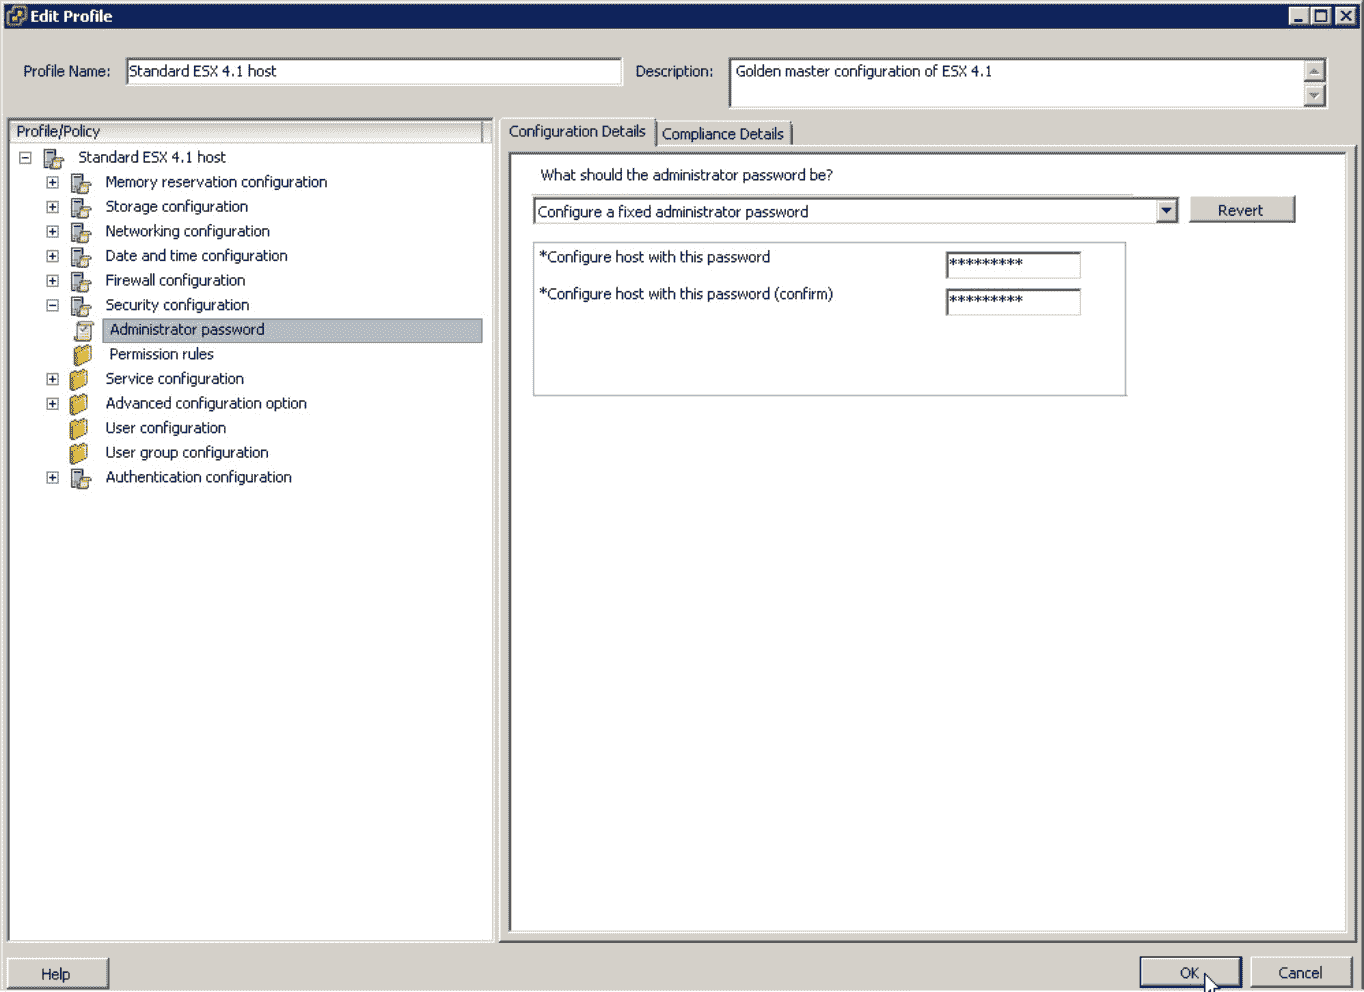 Edit Profile
Profile Name: Standard ESX 4.1 host Description: Golden master configuration of ESX 4.1
Profile/Policy
Standard ESX 4.1 host
Memory reservation configuration
Storage configuration
Networking configuration
Date and time configuration
Firewall configuration
Security configuration
Administrator password
Permission rules
Service configuration
Advanced configuration option
User configuration
User group configuration
Authentication configuration
Configuration Details Compliance Details
What should the administrator password be?
Configure a fixed administrator password Revert
*Configure host with this password *********
*Configure host with this password (confirm) *********
Help OK Cancel